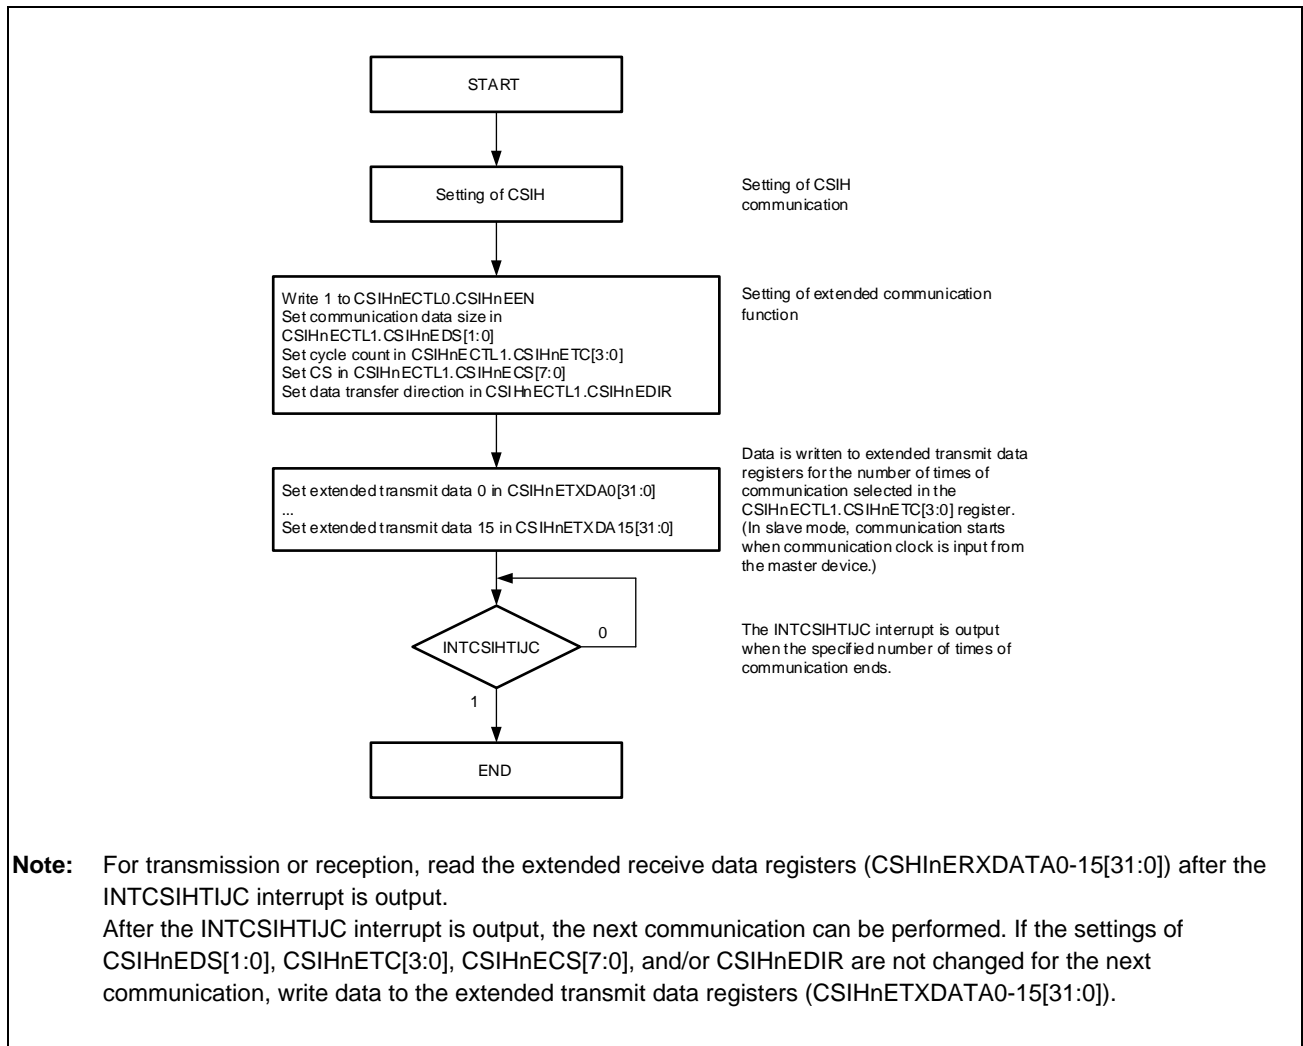 START
Setting of CSIH
Setting of CSIH
communication
Write 1 to CSIHnECTL0.CSIHnEEN
Set communication data size in
CSIHnECTL1.CSIHnEDS[1:0]
Set cycle count in CSIHnECTL1.CSIHnETC[3:0]
Set CS in CSIHnECTL1.CSIHnECS[7:0]
Set data transfer direction in CSIHnECTL1.CSIHnEDIR
Setting of extended communication
function
Set extended transmit data 0 in CSIHnETXDA0[31:0]
...
Set extended transmit data 15 in CSIHnETXDA15[31:0]
Data is written to extended transmit data
registers for the number of times of
communication selected in the
CSIHnECTL1.CSIHnETC[3:0] register.
(In slave mode, communication starts
when communication clock is input from
the master device.)
INTCSIHTIJC
0
The INTCSIHTIJC interrupt is output
when the specified number of times of
communication ends.
1
END
Note: For transmission or reception, read the extended receive data registers (CSHInERXDATA0-15[31:0]) after the
INTCSIHTIJC interrupt is output.
After the INTCSIHTIJC interrupt is output, the next communication can be performed. If the settings of
CSIHnEDS[1:0], CSIHnETC[3:0], CSIHnECS[7:0], and/or CSIHnEDIR are not changed for the next
communication, write data to the extended transmit data registers (CSIHnETXDATA0-15[31:0]).